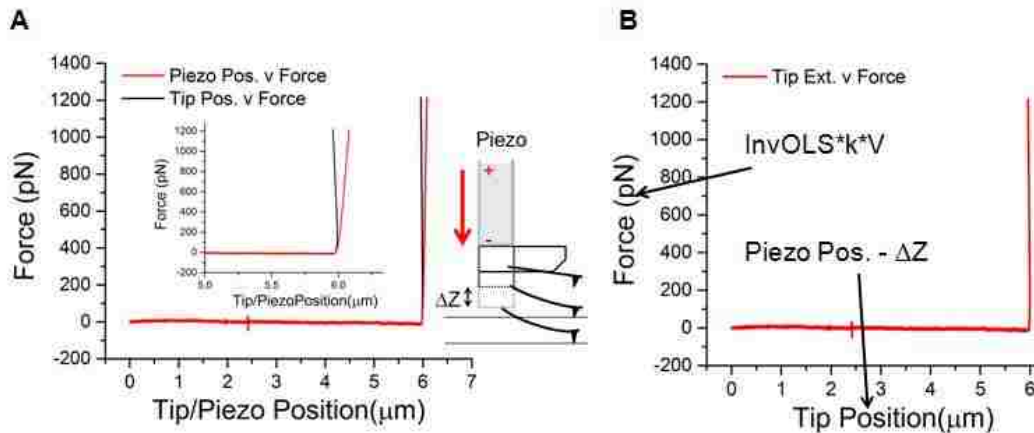 A
1400
1200
1000
800
600
400
200
0
-200
Force (pN)
Piezo Pos. v Force
Tip Pos. v Force
1200
1000
800
600
400
200
0
-200
Force (pN)
5.0 5.5 6.0
Tip/PiezoPosition(μm)
0 1 2 3 4 5 6 7
Tip/Piezo Position(μm)
Piezo
+
-
ΔZ
B
1400
1200
1000
800
600
400
200
0
-200
Force (pN)
Tip Ext. v Force
InvOLS*k*V
Piezo Pos. - ΔZ
0 1 2 3 4 5 6
Tip Position(μm)